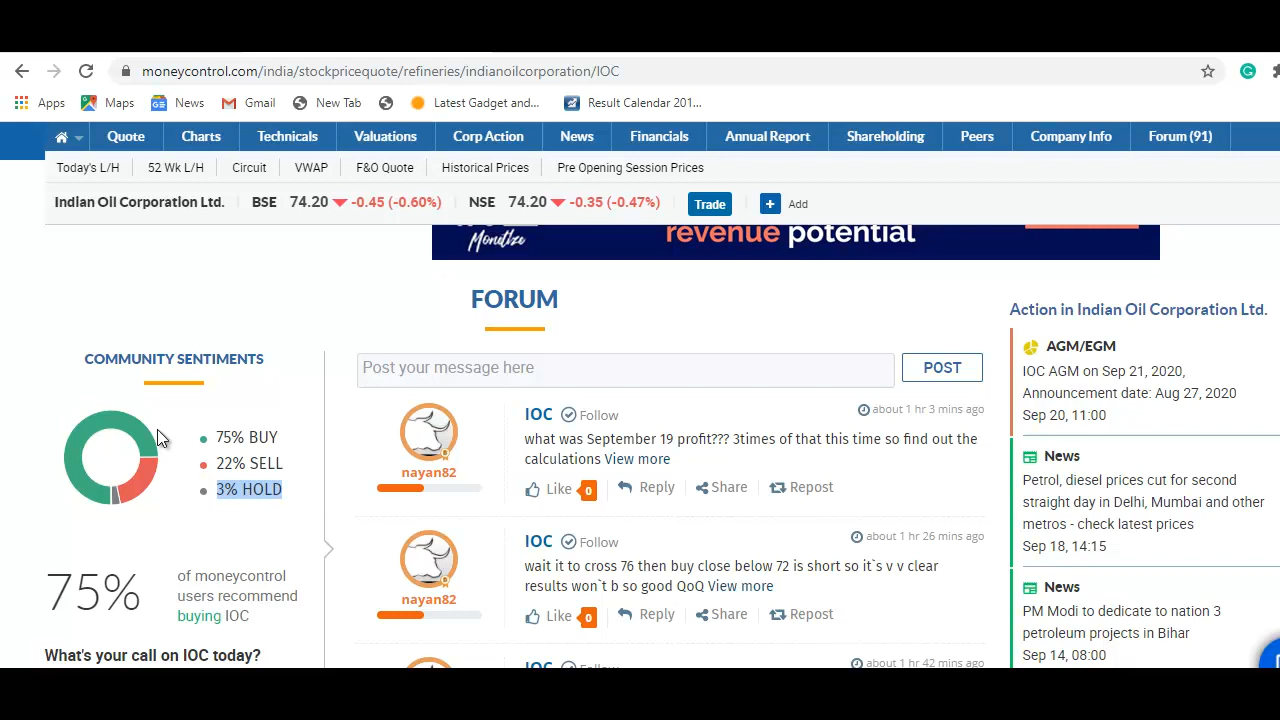 moneycontrol.com/india/stockpricequote/refineries/indianoilcorporation/IOC
Apps Maps News Gmail New Tab Latest Gadget and... Result Calendar 201...
Quote Charts Technicals Valuations Corp Action News Financials Annual Report Shareholding Peers Company Info Forum (91)
Today's L/H 52 Wk L/H Circuit VWAP F&O Quote Historical Prices Pre Opening Session Prices
Indian Oil Corporation Ltd. BSE 74.20 -0.45 (-0.60%) NSE 74.20 -0.35 (-0.47%) Trade + Add
Monitize
revenue potential
FORUM
COMMUNITY SENTIMENTS
75% BUY
22% SELL
3% HOLD
75%
of moneycontrol
users recommend
buying IOC
What's your call on IOC today?
Post your message here POST
IOC Follow about 1 hr 3 mins ago
what was September 19 profit??? 3times of that this time so find out the
calculations View more
nayan82
Like 0 Reply Share Repost
IOC Follow about 1 hr 26 mins ago
wait it to cross 76 then buy close below 72 is short so it`s v v clear
results won`t b so good QoQ View more
nayan82
Like 0 Reply Share Repost
IOC Follow about 1 hr 42 mins ago
Action in Indian Oil Corporation Ltd.
AGM/EGM
IOC AGM on Sep 21, 2020,
Announcement date: Aug 27, 2020
Sep 20, 11:00
News
Petrol, diesel prices cut for second
straight day in Delhi, Mumbai and other
metros - check latest prices
Sep 18, 14:15
News
PM Modi to dedicate to nation 3
petroleum projects in Bihar
Sep 14, 08:00